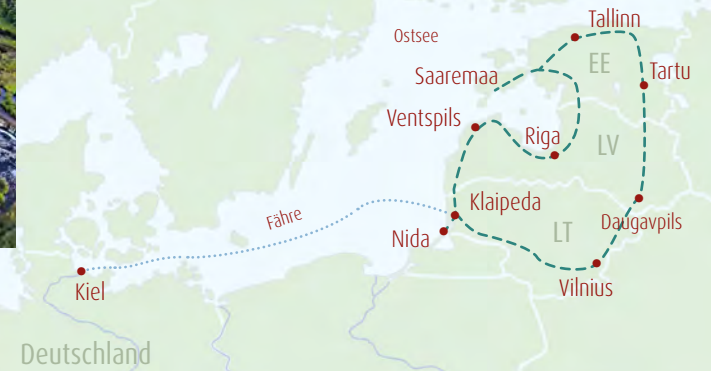 Tallinn
Ostsee
EE
Saaremaa
Tartu
Ventspils
Riga
LV
Klaipeda
Fähre
Daugavpils
Nida
LT
Vilnius
Kiel
Deutschland